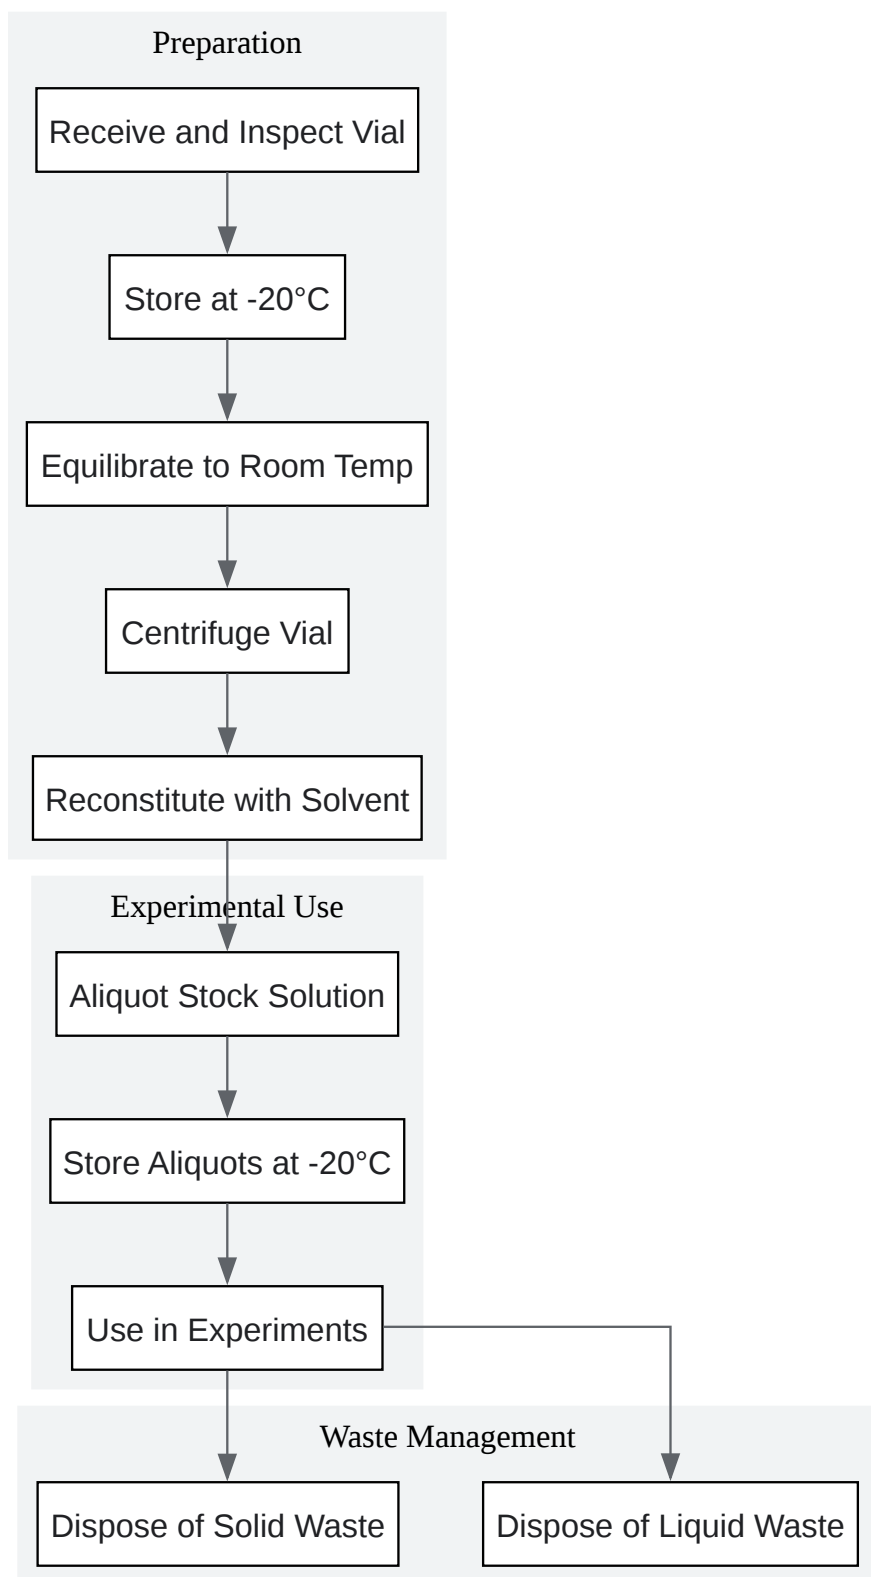 Preparation
Receive and Inspect Vial
Store at -20°C
Equilibrate to Room Temp
Centrifuge Vial
Reconstitute with Solvent
Experimental Use
Aliquot Stock Solution
Store Aliquots at -20°C
Use in Experiments
Waste Management
Dispose of Solid Waste
Dispose of Liquid Waste